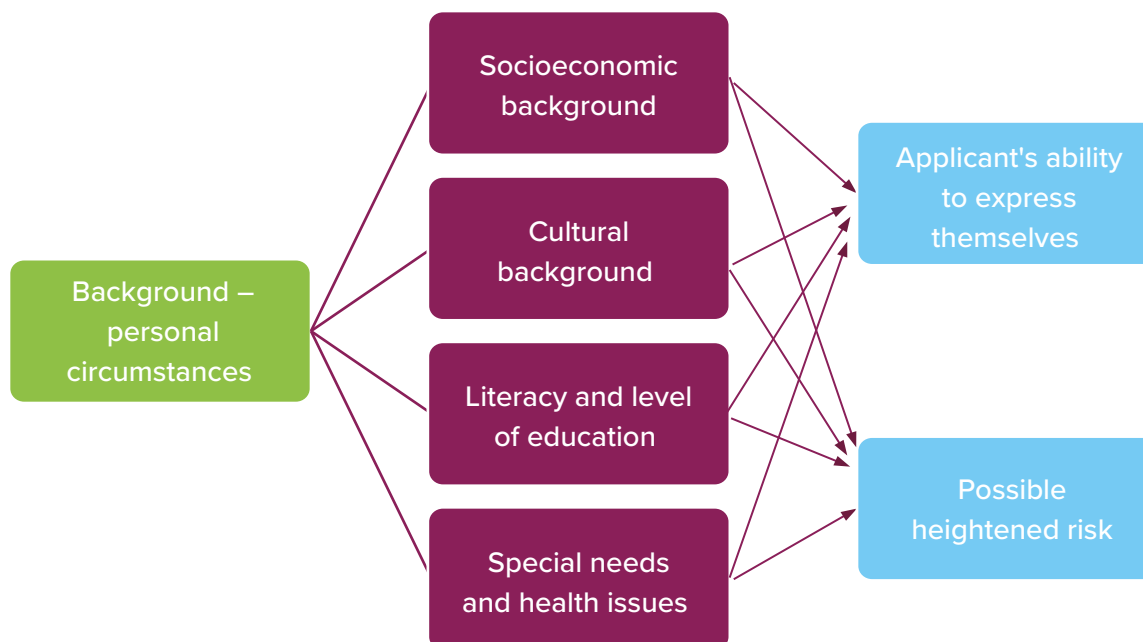 Socioeconomic
background
Applicant's ability
to express
themselves
Cultural
background
Background –
personal
circumstances
Literacy and level
of education
Possible
heightened risk
Special needs
and health issues